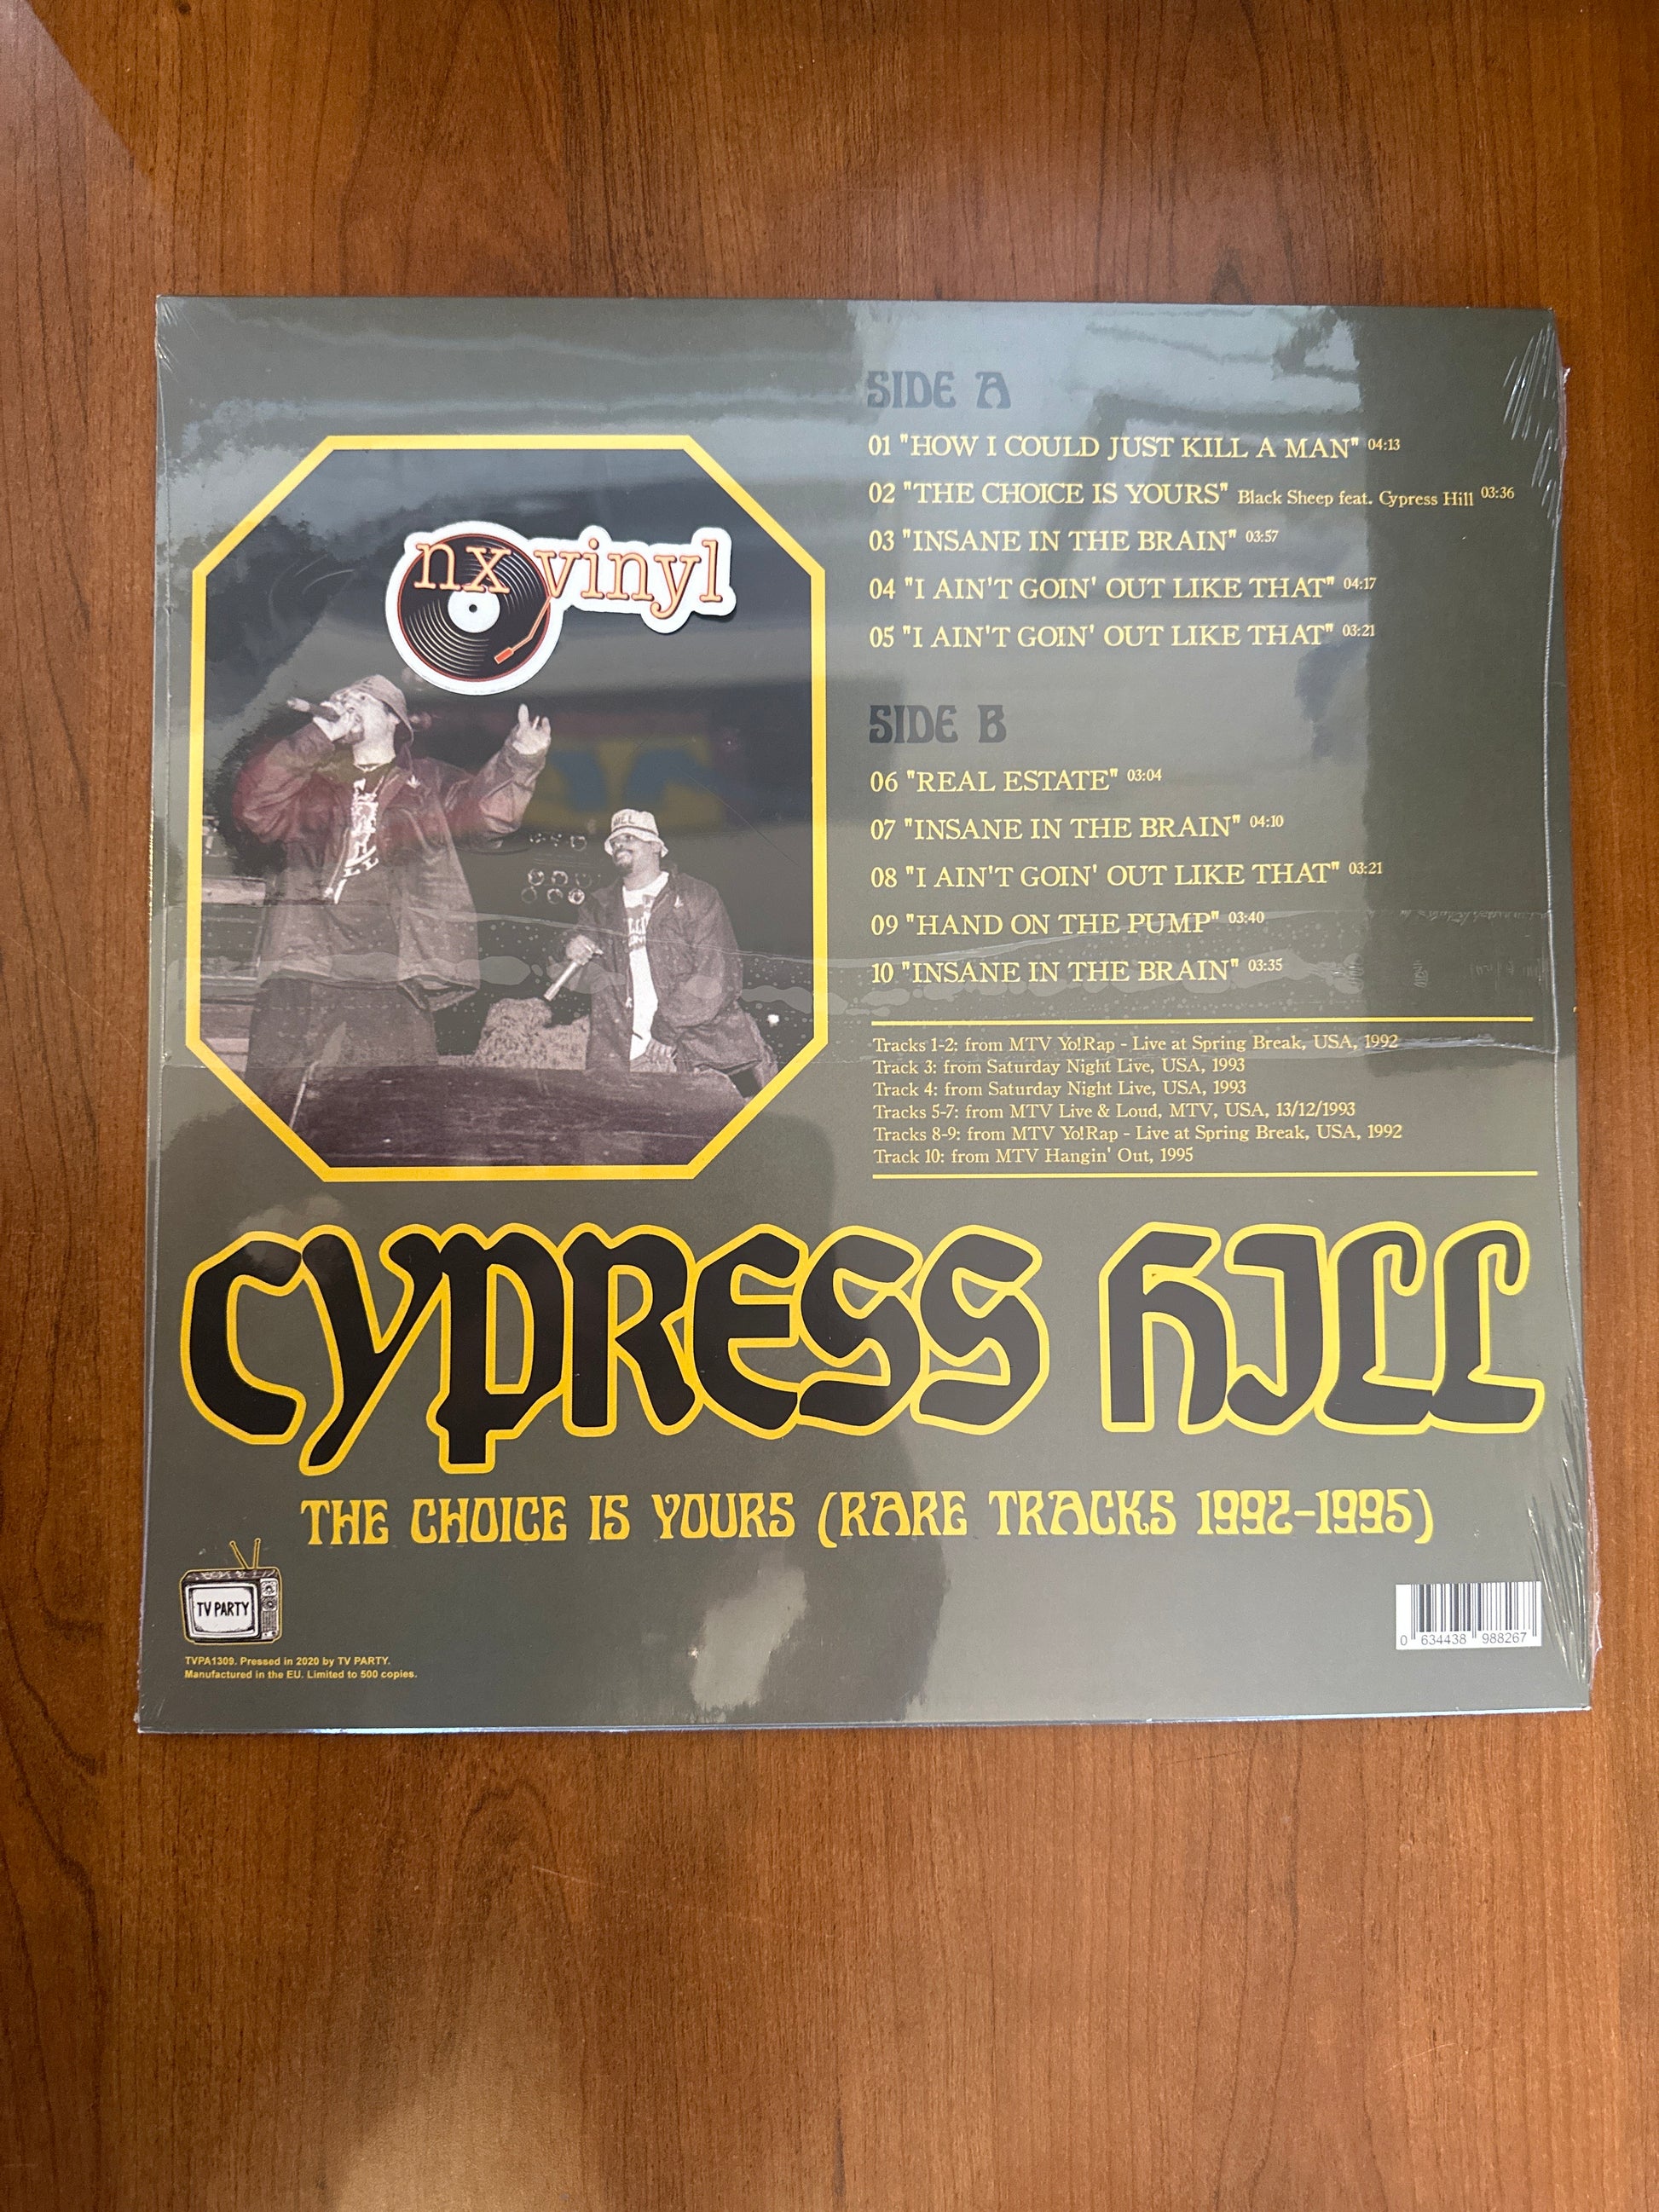 nx vinyl
SIDE A
01 "HOW I COULD JUST KILL A MAN" 04:13
02 "THE CHOICE IS YOURS" Black Sheep feat. Cypress Hill 03:36
03 "INSANE IN THE BRAIN" 03:57
04 "I AIN'T GOIN' OUT LIKE THAT" 04:17
05 "I AIN'T GOIN' OUT LIKE THAT" 03:21
SIDE B
06 "REAL ESTATE" 03:04
07 "INSANE IN THE BRAIN" 04:10
08 "I AIN'T GOIN' OUT LIKE THAT" 03:21
09 "HAND ON THE PUMP" 03:40
10 "INSANE IN THE BRAIN" 03:35
Tracks 1-2: from MTV Yo!Rap - Live at Spring Break, USA, 1992
Track 3: from Saturday Night Live, USA, 1993
Track 4: from Saturday Night Live, USA, 1993
Tracks 5-7: from MTV Live & Loud, MTV, USA, 13/12/1993
Tracks 8-9: from MTV Yo!Rap - Live at Spring Break, USA, 1992
Track 10: from MTV Hangin' Out, 1995
CYPRESS HILL
THE CHOICE IS YOURS (RARE TRACKS 1992-1995)
TV PARTY
TVPA1309. Pressed in 2020 by TV PARTY.
Manufactured in the EU. Limited to 500 copies.
0 634438 988267